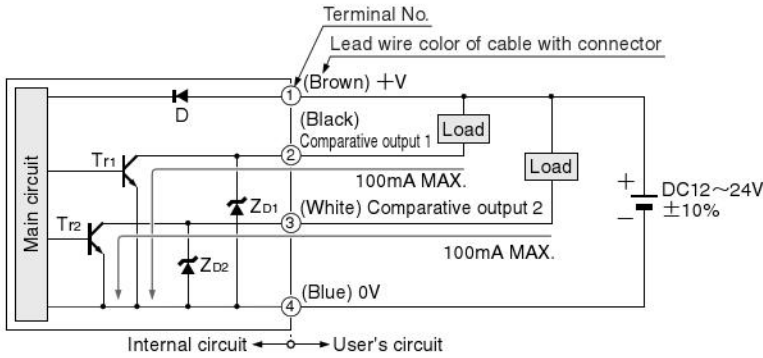 Terminal No.
Lead wire color of cable with connector
1 (Brown) +V
D
(Black)
Comparative output 1
Load
2
Tr1
100mA MAX.
Load
Main circuit
ZD1
3 (White) Comparative output 2
+
DC12~24V
−
±10%
Tr2
ZD2
100mA MAX.
4 (Blue) 0V
Internal circuit
User's circuit